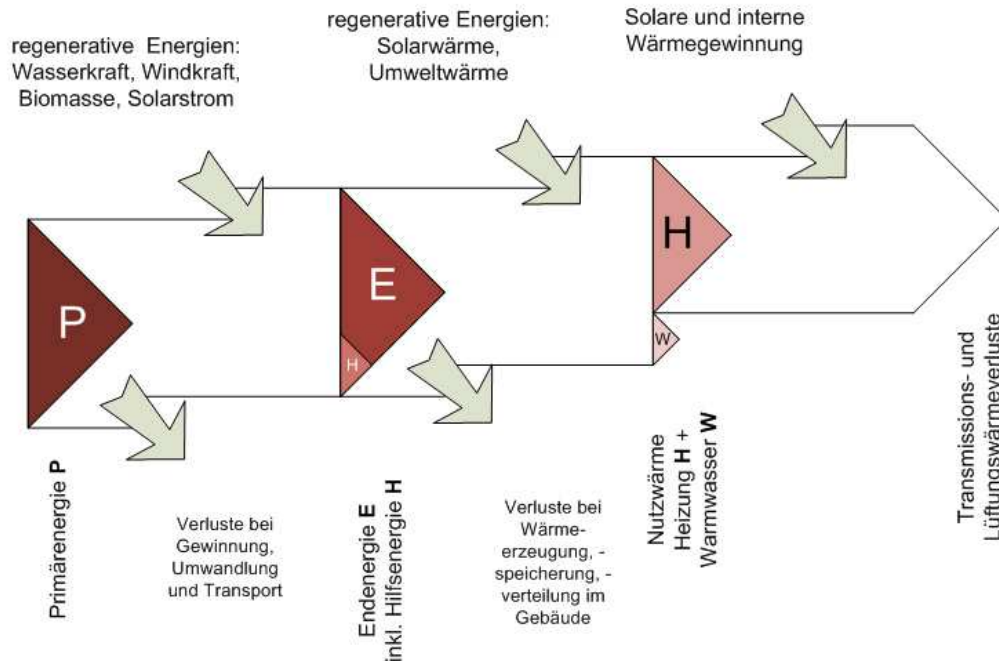 regenerative Energien:
Wasserkraft, Windkraft,
Biomasse, Solarstrom
regenerative Energien:
Solarwärme,
Umweltwärme
Solare und interne
Wärmegewinnung
P
E
H
H
W
Primärenergie P
Verluste bei
Gewinnung,
Umwandlung
und Transport
Endenergie E
inkl. Hilfsenergie H
Verluste bei
Wärme-
erzeugung, -
speicherung, -
verteilung im
Gebäude
Nutzwärme
Heizung H +
Warmwasser W
Transmissions- und
Lüftungswärmeverluste